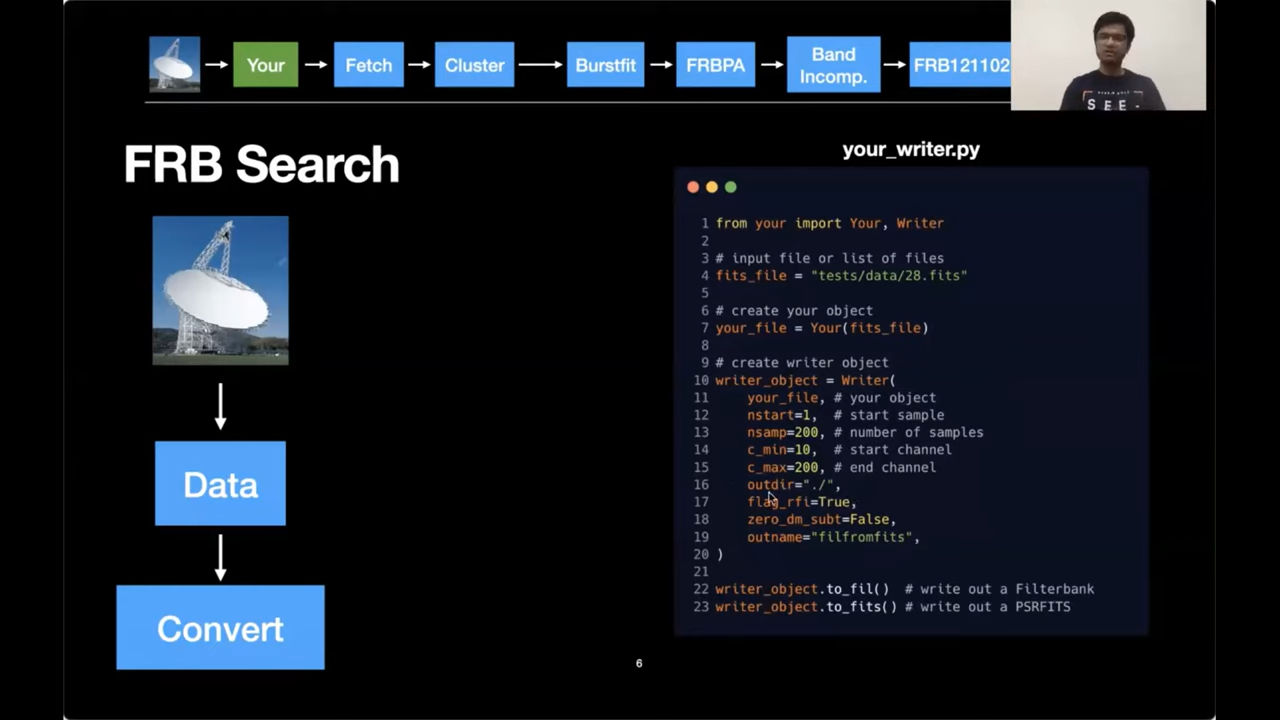 Your
Fetch
Cluster
Burstfit
FRBPA
Band
Incomp.
FRB121102
SEE-
FRB Search
Data
Convert
your_writer.py
1 from your import Your, Writer
2
3 # input file or list of files
4 fits_file = "tests/data/28.fits"
5
6 # create your object
7 your_file = Your(fits_file)
8
9 # create writer object
10 writer_object = Writer(
11     your_file, # your object
12     nstart=1,  # start sample
13     nsamp=200, # number of samples
14     c_min=10,  # start channel
15     c_max=200, # end channel
16     outdir="./",
17     flag_rfi=True,
18     zero_dm_subt=False,
19     outname="filfromfits",
20 )
21
22 writer_object.to_fil()  # write out a Filterbank
23 writer_object.to_fits() # write out a PSRFITS
6